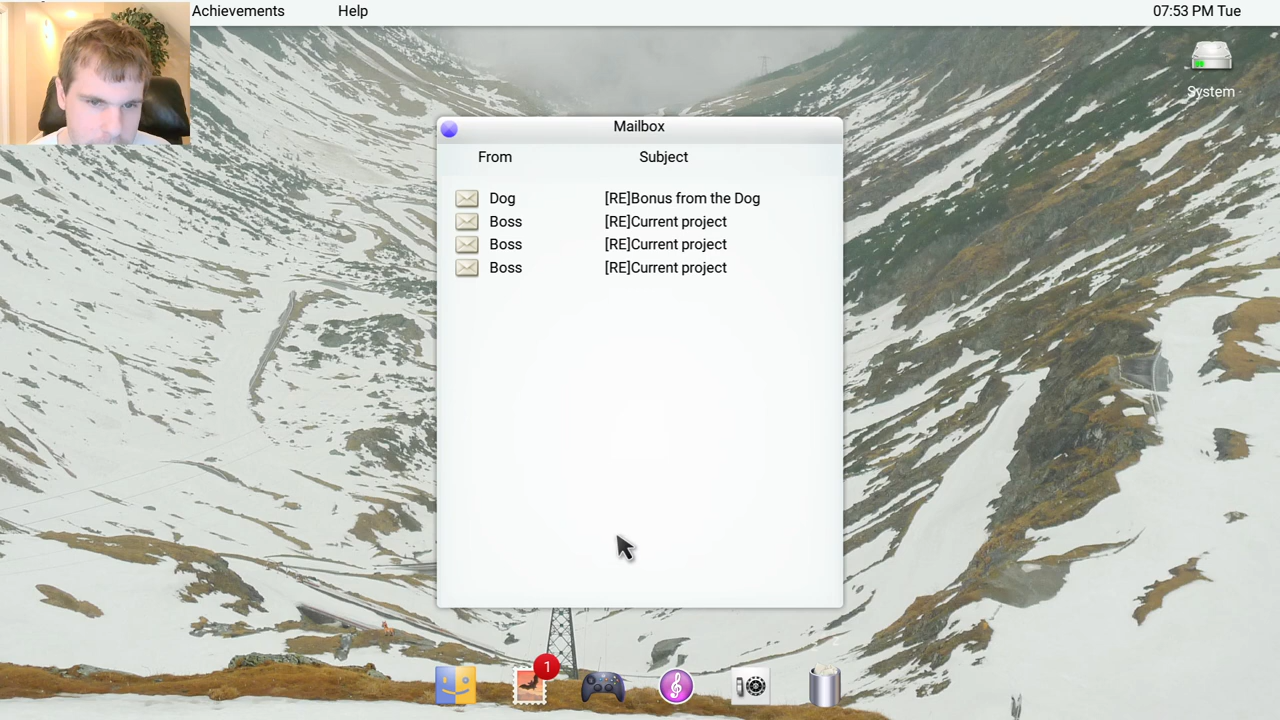 Achievements Help 07:53 PM Tue
System
Mailbox
From Subject
Dog [RE]Bonus from the Dog
Boss [RE]Current project
Boss [RE]Current project
Boss [RE]Current project
1